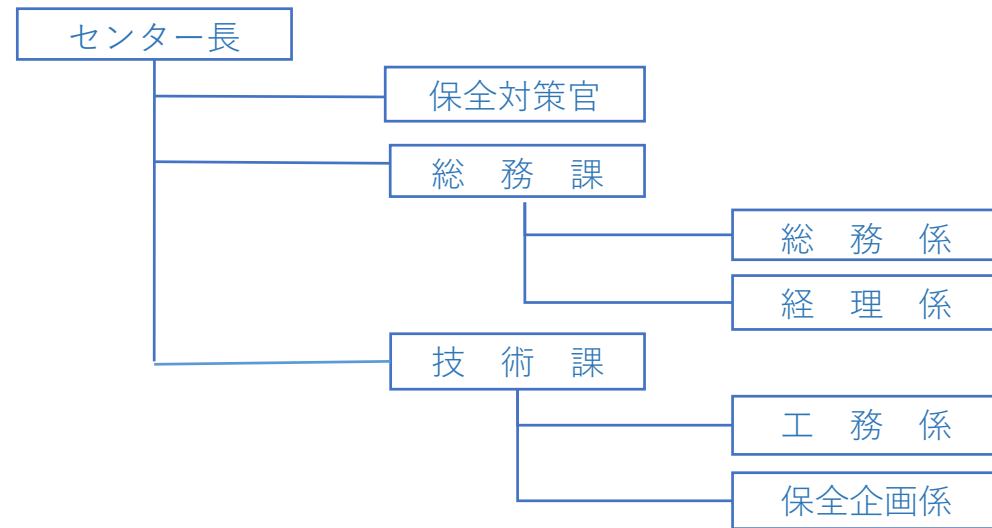 センター長
保全対策官
総　務　課
総　務　係
経　理　係
技　術　課
工　務　係
保全企画係